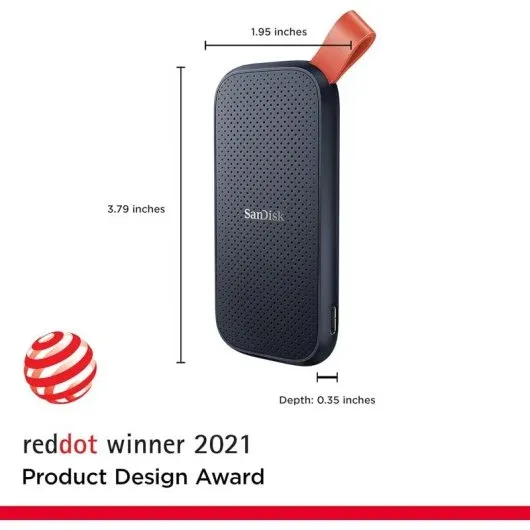 1.95 inches
3.79 inches
SanDisk
Depth: 0.35 inches
reddot winner 2021
Product Design Award